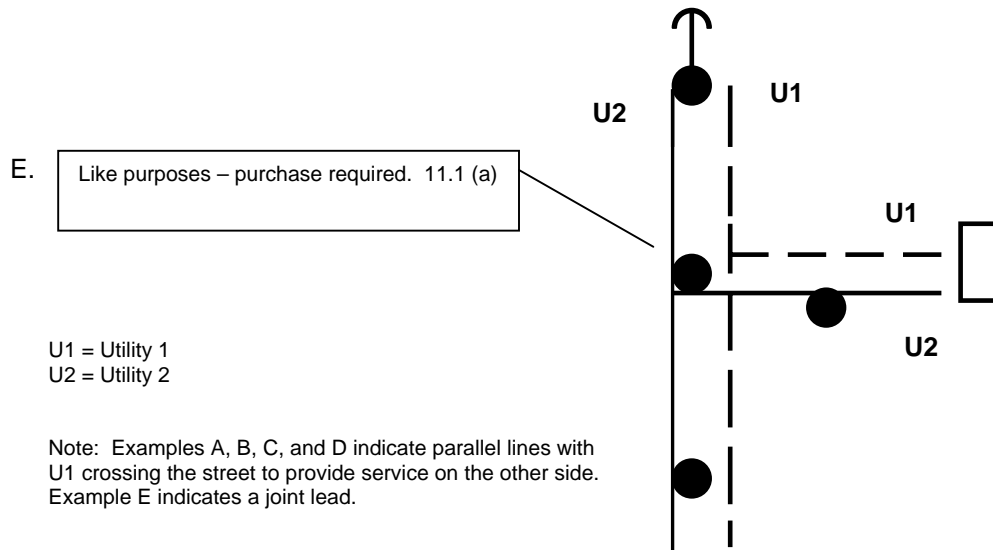 U2
U1
E.
Like purposes – purchase required.  11.1 (a)
U1
U2
U1 = Utility 1
U2 = Utility 2
Note:  Examples A, B, C, and D indicate parallel lines with
U1 crossing the street to provide service on the other side.
Example E indicates a joint lead.